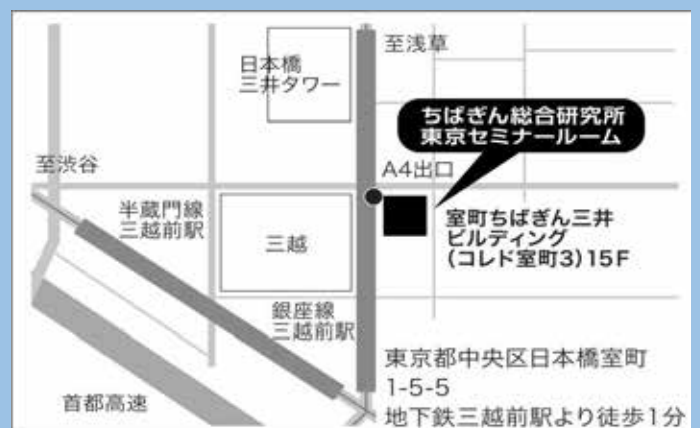 至浅草
日本橋
三井タワー
ちばぎん総合研究所
東京セミナールーム
至渋谷
A4出口
半蔵門線
三越前駅
三越
室町ちばぎん三井
ビルディング
(コレド室町3)15F
銀座線
三越前駅
首都高速
東京都中央区日本橋室町
1-5-5
地下鉄三越前駅より徒歩1分